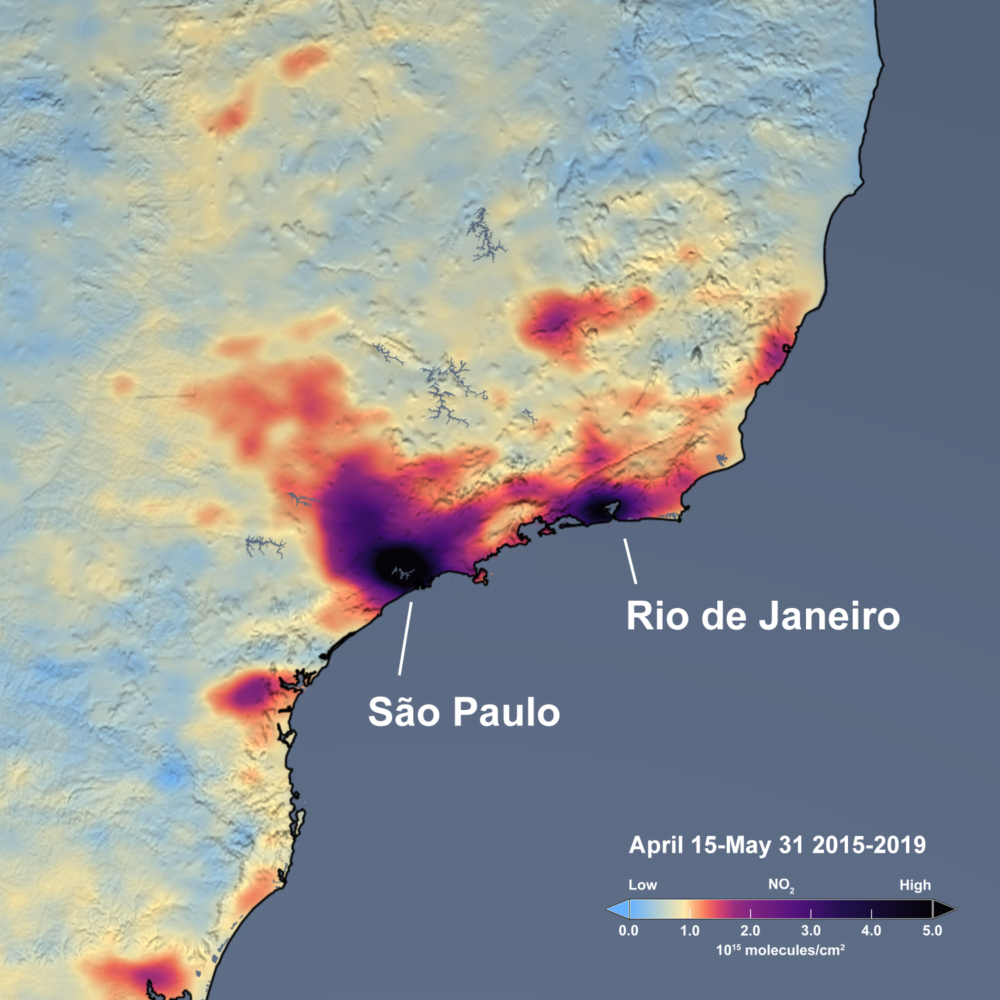 Rio de Janeiro
São Paulo
April 15-May 31 2015-2019
Low NO₂ High
0.0 1.0 2.0 3.0 4.0 5.0
10¹⁵ molecules/cm²